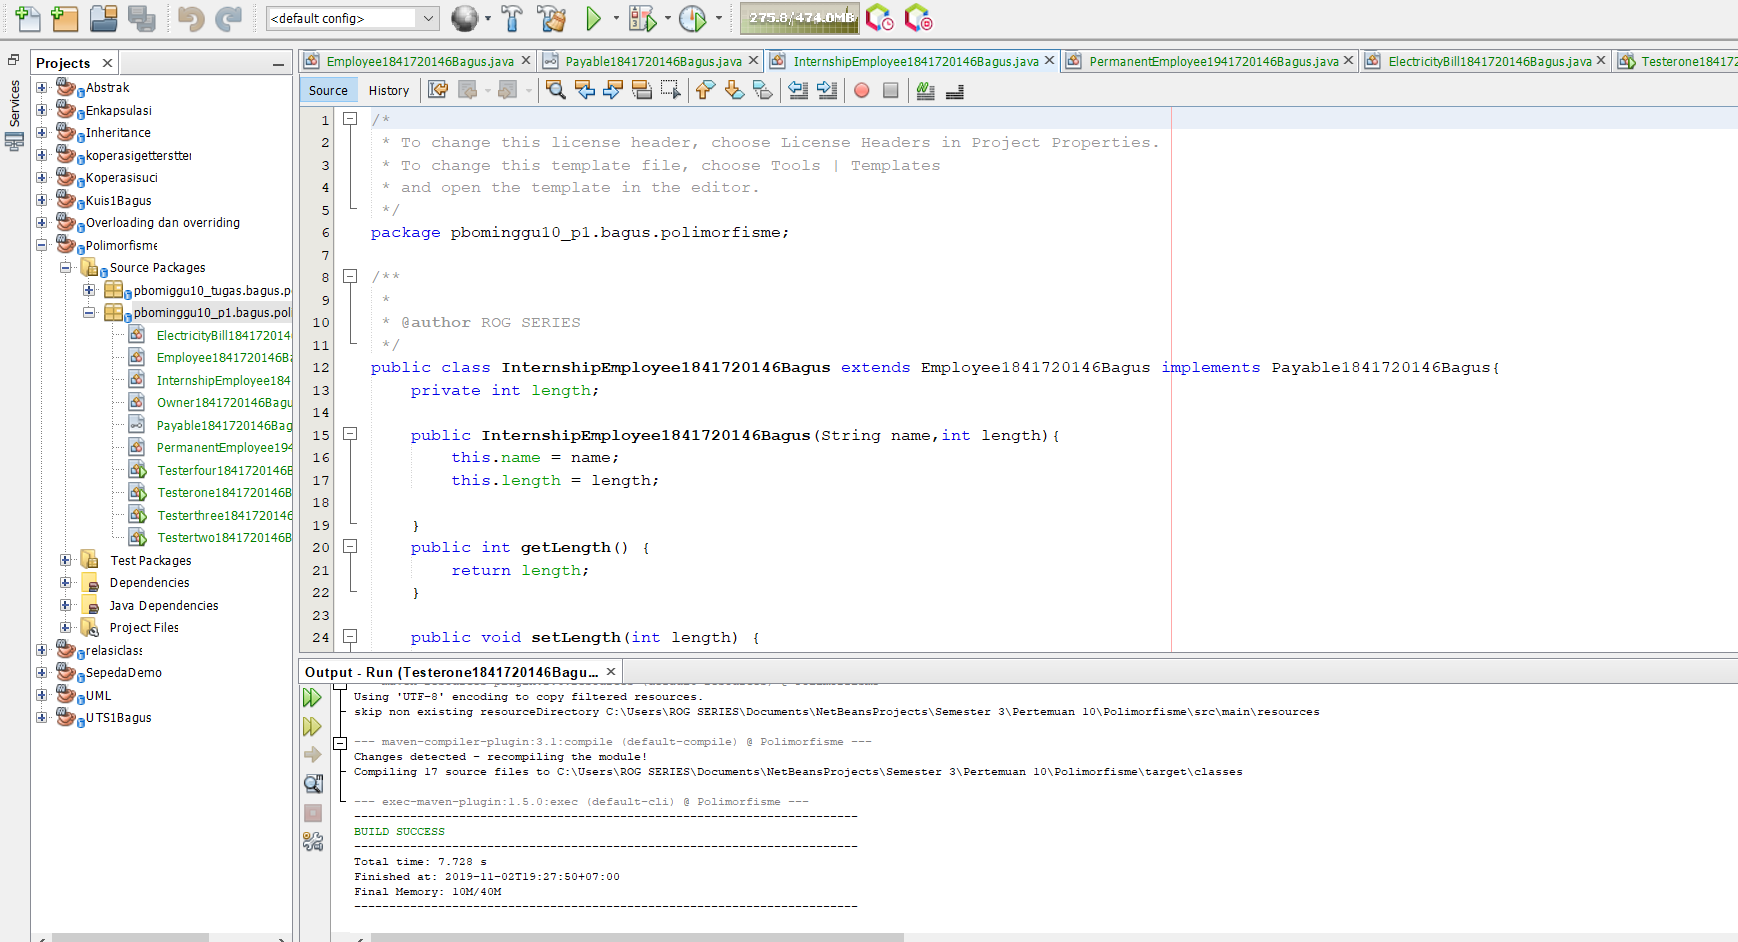 <default config>
275.8/474.0MB
Services
Projects
Abstrak
Enkapsulasi
Inheritance
koperasigetterstter
Koperasisuci
Kuis1Bagus
Overloading dan overriding
Polimorfisme
Source Packages
pbomiggu10_tugas.bagus.p
pbominggu10_p1.bagus.poli
ElectricityBill184172014
Employee1841720146Ba
InternshipEmployee184
Owner1841720146Bagu
Payable1841720146Bag
PermanentEmployee194
Testerfour1841720146B
Testerone1841720146B
Testerthree1841720146
Testertwo1841720146B
Test Packages
Dependencies
Java Dependencies
Project Files
relasiclass
SepedaDemo
UML
UTS1Bagus
Employee1841720146Bagus.java
Payable1841720146Bagus.java
InternshipEmployee1841720146Bagus.java
PermanentEmployee1941720146Bagus.java
ElectricityBill1841720146Bagus.java
Testerone184172
Source History
1 /*
2 * To change this license header, choose License Headers in Project Properties.
3 * To change this template file, choose Tools | Templates
4 * and open the template in the editor.
5 */
6 package pbominggu10_p1.bagus.polimorfisme;
7
8 /**
9 *
10 * @author ROG SERIES
11 */
12 public class InternshipEmployee1841720146Bagus extends Employee1841720146Bagus implements Payable1841720146Bagus{
13 private int length;
14
15 public InternshipEmployee1841720146Bagus(String name,int length){
16 this.name = name;
17 this.length = length;
18
19 }
20 public int getLength() {
21 return length;
22 }
23
24 public void setLength(int length) {
Output - Run (Testerone1841720146Bagu...
Using 'UTF-8' encoding to copy filtered resources.
skip non existing resourceDirectory C:\Users\ROG SERIES\Documents\NetBeansProjects\Semester 3\Pertemuan 10\Polimorfisme\src\main\resources
--- maven-compiler-plugin:3.1:compile (default-compile) @ Polimorfisme ---
Changes detected - recompiling the module!
Compiling 17 source files to C:\Users\ROG SERIES\Documents\NetBeansProjects\Semester 3\Pertemuan 10\Polimorfisme\target\classes
--- exec-maven-plugin:1.5.0:exec (default-cli) @ Polimorfisme ---
------------------------------------------------------------------------
BUILD SUCCESS
------------------------------------------------------------------------
Total time: 7.728 s
Finished at: 2019-11-02T19:27:50+07:00
Final Memory: 10M/40M
------------------------------------------------------------------------